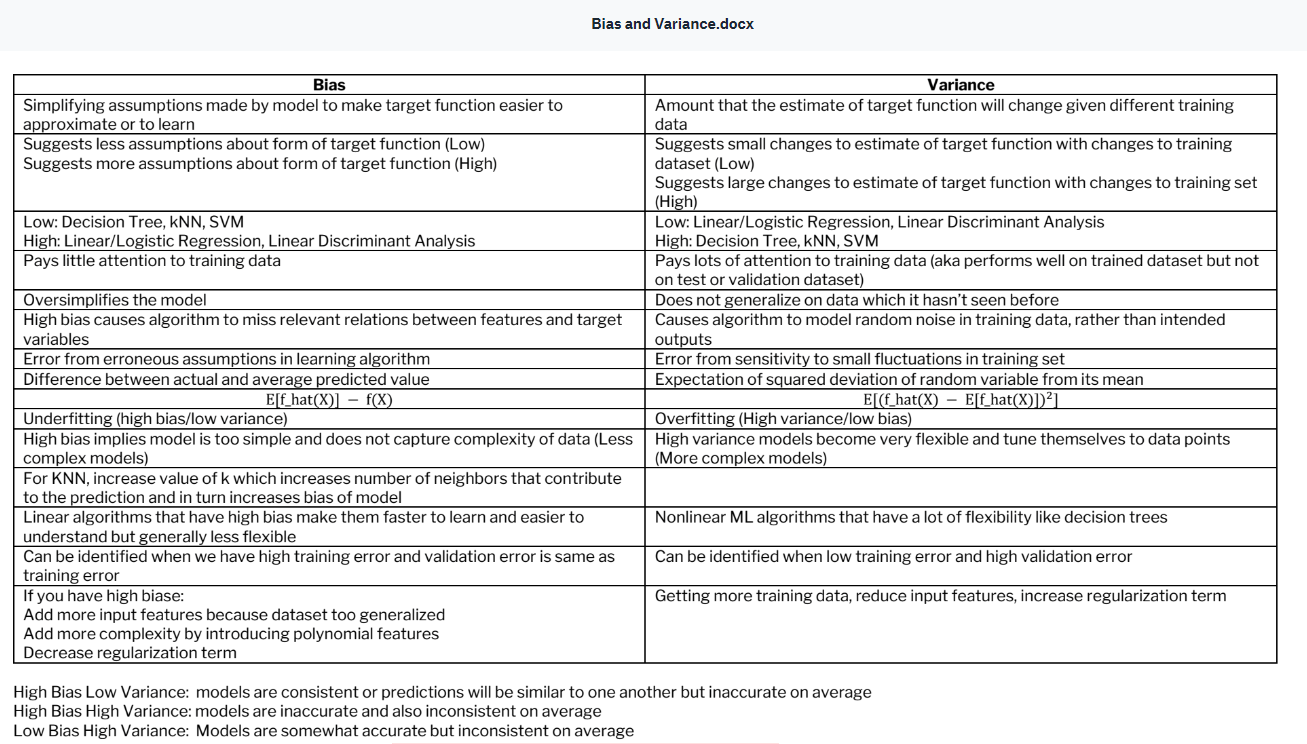 Bias and Variance.docx
Bias
Variance
Simplifying assumptions made by model to make target function easier to
approximate or to learn
Amount that the estimate of target function will change given different training
data
Suggests less assumptions about form of target function (Low)
Suggests more assumptions about form of target function (High)
Suggests small changes to estimate of target function with changes to training
dataset (Low)
Suggests large changes to estimate of target function with changes to training set
(High)
Low: Decision Tree, kNN, SVM
High: Linear/Logistic Regression, Linear Discriminant Analysis
Low: Linear/Logistic Regression, Linear Discriminant Analysis
High: Decision Tree, kNN, SVM
Pays little attention to training data
Pays lots of attention to training data (aka performs well on trained dataset but not
on test or validation dataset)
Oversimplifies the model
Does not generalize on data which it hasn't seen before
High bias causes algorithm to miss relevant relations between features and target
variables
Causes algorithm to model random noise in training data, rather than intended
outputs
Error from erroneous assumptions in learning algorithm
Error from sensitivity to small fluctuations in training set
Difference between actual and average predicted value
Expectation of squared deviation of random variable from its mean
E[f_hat(X)] − f(X)
E[(f_hat(X) − E[f_hat(X)])²]
Underfitting (high bias/low variance)
Overfitting (High variance/low bias)
High bias implies model is too simple and does not capture complexity of data (Less
complex models)
High variance models become very flexible and tune themselves to data points
(More complex models)
For KNN, increase value of k which increases number of neighbors that contribute
to the prediction and in turn increases bias of model
Linear algorithms that have high bias make them faster to learn and easier to
understand but generally less flexible
Nonlinear ML algorithms that have a lot of flexibility like decision trees
Can be identified when we have high training error and validation error is same as
training error
Can be identified when low training error and high validation error
If you have high biase:
Add more input features because dataset too generalized
Add more complexity by introducing polynomial features
Decrease regularization term
Getting more training data, reduce input features, increase regularization term
High Bias Low Variance: models are consistent or predictions will be similar to one another but inaccurate on average
High Bias High Variance: models are inaccurate and also inconsistent on average
Low Bias High Variance: Models are somewhat accurate but inconsistent on average